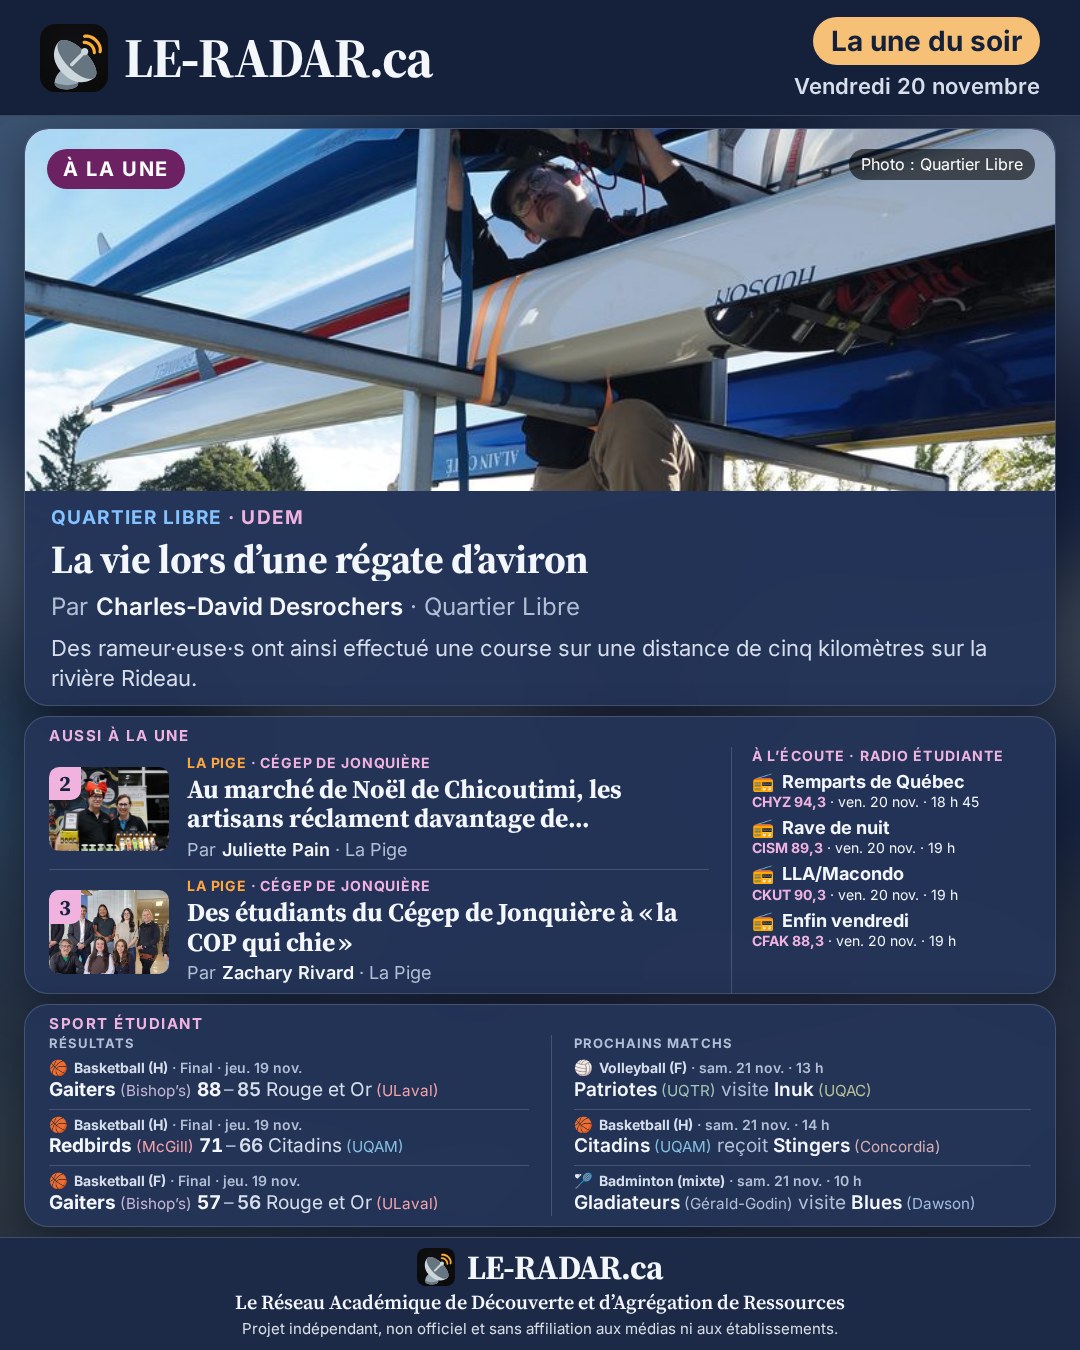 LE-RADAR.ca
La une du soir
Vendredi 20 novembre
À LA UNE
Photo : Quartier Libre
HUDSON
ALAIN CÔTÉ
QUARTIER LIBRE · UDEM
La vie lors d’une régate d’aviron
Par Charles-David Desrochers · Quartier Libre
Des rameur·euse·s ont ainsi effectué une course sur une distance de cinq kilomètres sur la
rivière Rideau.
AUSSI À LA UNE
2
LA PIGE · CÉGEP DE JONQUIÈRE
Au marché de Noël de Chicoutimi, les
artisans réclament davantage de…
Par Juliette Pain · La Pige
3
LA PIGE · CÉGEP DE JONQUIÈRE
Des étudiants du Cégep de Jonquière à « la
COP qui chie »
Par Zachary Rivard · La Pige
À L’ÉCOUTE · RADIO ÉTUDIANTE
Remparts de Québec
CHYZ 94,3 · ven. 20 nov. · 18 h 45
Rave de nuit
CISM 89,3 · ven. 20 nov. · 19 h
LLA/Macondo
CKUT 90,3 · ven. 20 nov. · 19 h
Enfin vendredi
CFAK 88,3 · ven. 20 nov. · 19 h
SPORT ÉTUDIANT
RÉSULTATS
Basketball (H) · Final · jeu. 19 nov.
Gaiters (Bishop’s) 88 – 85 Rouge et Or (ULaval)
Basketball (H) · Final · jeu. 19 nov.
Redbirds (McGill) 71 – 66 Citadins (UQAM)
Basketball (F) · Final · jeu. 19 nov.
Gaiters (Bishop’s) 57 – 56 Rouge et Or (ULaval)
PROCHAINS MATCHS
Volleyball (F) · sam. 21 nov. · 13 h
Patriotes (UQTR) visite Inuk (UQAC)
Basketball (H) · sam. 21 nov. · 14 h
Citadins (UQAM) reçoit Stingers (Concordia)
Badminton (mixte) · sam. 21 nov. · 10 h
Gladiateurs (Gérald-Godin) visite Blues (Dawson)
LE-RADAR.ca
Le Réseau Académique de Découverte et d’Agrégation de Ressources
Projet indépendant, non officiel et sans affiliation aux médias ni aux établissements.